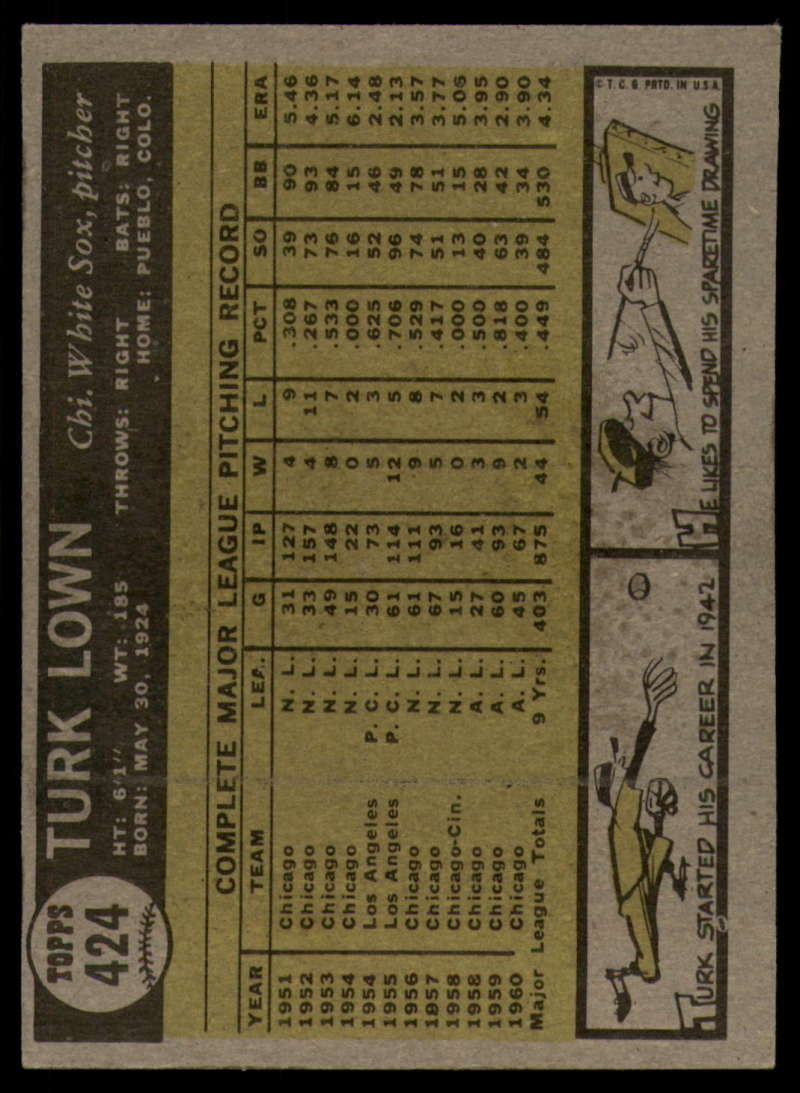 TOPPS
424
TURK LOWN Chi. White Sox, pitcher
HT: 6'1" WT: 185 THROWS: RIGHT BATS: RIGHT
BORN: MAY 30, 1924 HOME: PUEBLO, COLO.
COMPLETE MAJOR LEAGUE PITCHING RECORD
YEAR TEAM LEA. G IP W L PCT SO BB ERA
1951 Chicago N. L. 31 127 4 9 .308 39 90 5.46
1952 Chicago N. L. 33 157 4 11 .267 73 93 4.36
1953 Chicago N. L. 49 148 8 7 .533 76 84 5.17
1954 Chicago N. L. 15 22 0 2 .000 16 15 6.14
1954 Los Angeles P. C. L. 30 73 5 3 .625 52 46 2.48
1955 Los Angeles P. C. L. 61 114 12 5 .706 96 49 2.13
1956 Chicago N. L. 61 111 9 8 .529 74 78 3.57
1857 Chicago N. L. 67 93 5 7 .417 51 51 3.77
1958 Chicago-Cin. N. L. 15 16 0 2 .000 13 15 5.06
1958 Chicago A. L. 27 41 3 3 .500 40 28 3.95
1959 Chicago A. L. 60 93 9 2 .818 63 42 2.90
1960 Chicago A. L. 45 67 2 3 .400 39 34 3.90
Major League Totals 9 Yrs. 403 875 44 54 .449 484 530 4.34
TURK STARTED HIS CAREER IN 1942
HE LIKES TO SPEND HIS SPARETIME DRAWING
© T. C. G. PRTD. IN U.S.A.